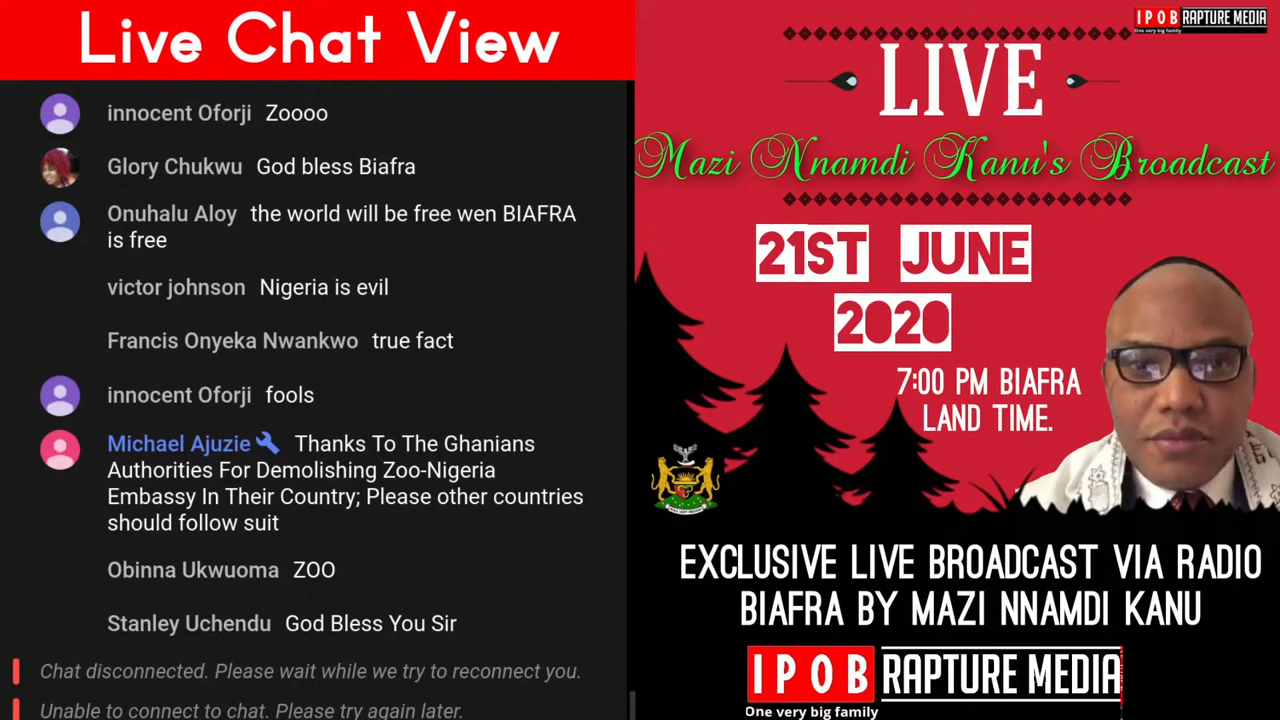 Live Chat View
innocent Oforji Zoooo
Glory Chukwu God bless Biafra
Onuhalu Aloy the world will be free wen BIAFRA
is free
victor johnson Nigeria is evil
Francis Onyeka Nwankwo true fact
innocent Oforji fools
Michael Ajuzie Thanks To The Ghanians
Authorities For Demolishing Zoo-Nigeria
Embassy In Their Country; Please other countries
should follow suit
Obinna Ukwuoma ZOO
Stanley Uchendu God Bless You Sir
Chat disconnected. Please wait while we try to reconnect you.
Unable to connect to chat. Please try again later.
IPOB RAPTURE MEDIA
One very big family
LIVE
Mazi Nnamdi Kanu's Broadcast
21ST JUNE
2020
7:00 PM BIAFRA
LAND TIME.
EXCLUSIVE LIVE BROADCAST VIA RADIO
BIAFRA BY MAZI NNAMDI KANU
IPOB RAPTURE MEDIA
One very big family